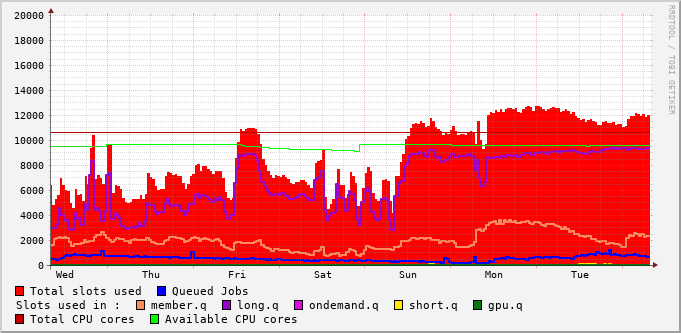 RRDTOOL / TOBI OETIKER
20000
18000
16000
14000
12000
10000
8000
6000
4000
2000
0
Wed Thu Fri Sat Sun Mon Tue
Total slots used Queued Jobs
Slots used in : member.q long.q ondemand.q short.q gpu.q
Total CPU cores Available CPU cores